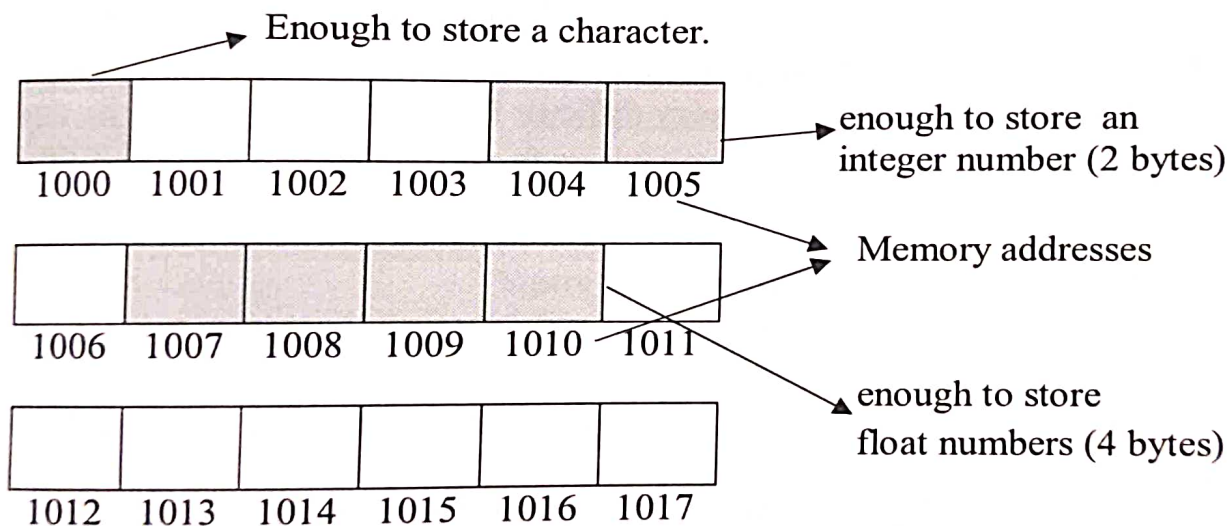 Enough to store a character.
enough to store an
integer number (2 bytes)
1000 1001 1002 1003 1004 1005
Memory addresses
1006 1007 1008 1009 1010 1011
enough to store
float numbers (4 bytes)
1012 1013 1014 1015 1016 1017